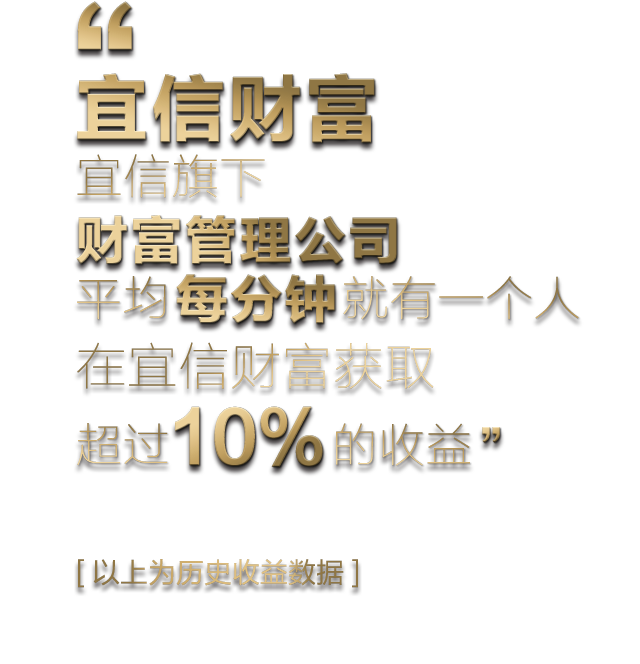 “
宜信财富
宜信旗下
财富管理公司
平均每分钟就有一个人
在宜信财富获取
超过10%的收益”
[ 以上为历史收益数据 ]